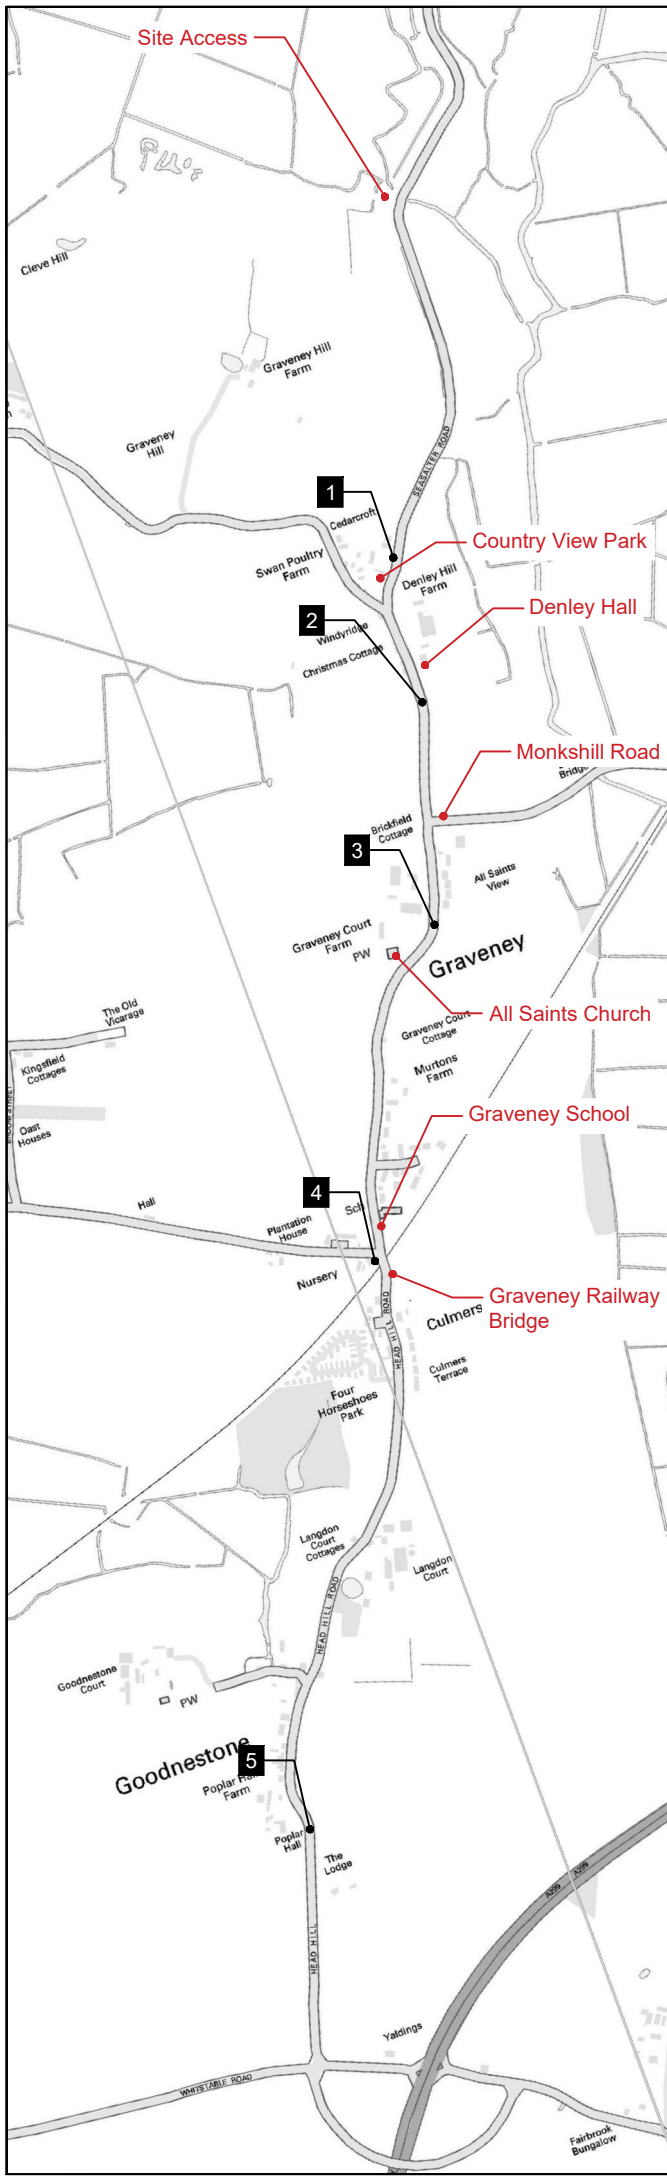 Site Access
Cleve Hill
Graveney Hill
Farm
Graveney
Hill
SEASALTER ROAD
1
Cedarcroft
Country View Park
Swan Poultry
Farm
Denley Hill
Farm
Denley Hall
2
Windyridge
Christmas Cottage
Monkshill Road
Bridge
Brickfield
Cottage
3
All Saints
View
Graveney Court
Farm
PW
Graveney
All Saints Church
The Old
Vicarage
Graveney Court
Cottage
Kingsfield
Cottages
Murtons
Farm
BROOM STREET
Oast
Houses
Graveney School
4
Hall
Sch
Plantation
House
Nursery
Graveney Railway
Bridge
HEAD HILL ROAD
Culmers
Culmers
Terrace
Four
Horseshoes
Park
Langdon
Court
Cottages
Langdon
Court
HEAD HILL ROAD
Goodnestone
Court
PW
Goodnestone
5
Poplar
Farm
Poplar
Hall
The
Lodge
A299
A299
HEAD HILL
Yaldings
WHITSTABLE ROAD
Fairbrook
Bungalow